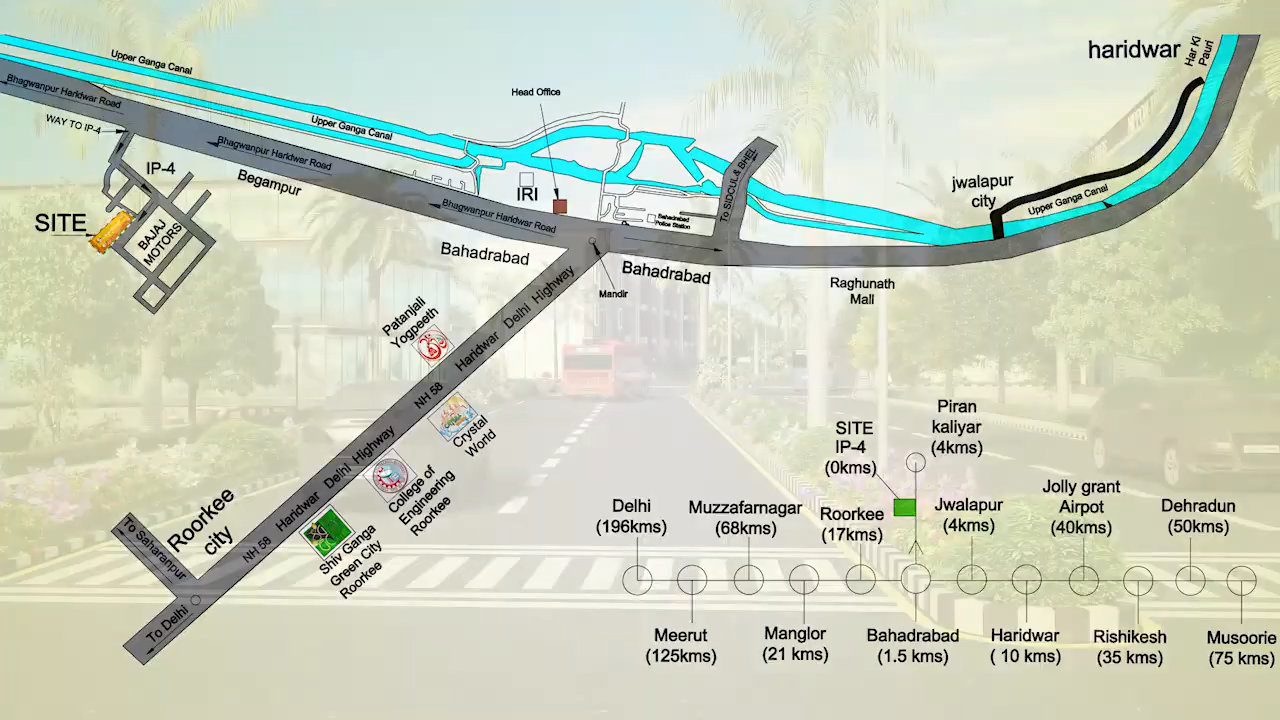 haridwar
Har Ki
Pauri
Upper Ganga Canal
Bhagwanpur Haridwar Road
WAY TO IP-4
Upper Ganga Canal
Head Office
Bhagwanpur Haridwar Road
IP-4
Begampur
SITE
BAJAJ
MOTORS
IRI
Bhagwanpur Haridwar Road
Bahadrabad
Police Station
To SIDCUL & BHEL
jwalapur
city
Upper Ganga Canal
Bahadrabad
Bahadrabad
Mandir
Raghunath
Mall
Patanjali
Yogpeeth
NH 58 Haridwar Delhi Highway
Crystal
World
College of
Engineering
Roorkee
NH 58 Haridwar Delhi Highway
Shiv Ganga
Green City
Roorkee
Roorkee
city
To Saharanpur
To Delhi
SITE
IP-4
(0kms)
Piran
kaliyar
(4kms)
Delhi
(196kms)
Muzzafarnagar
(68kms)
Roorkee
(17kms)
Jwalapur
(4kms)
Jolly grant
Airpot
(40kms)
Dehradun
(50kms)
Meerut
(125kms)
Manglor
(21 kms)
Bahadrabad
(1.5 kms)
Haridwar
( 10 kms)
Rishikesh
(35 kms)
Musoorie
(75 kms)